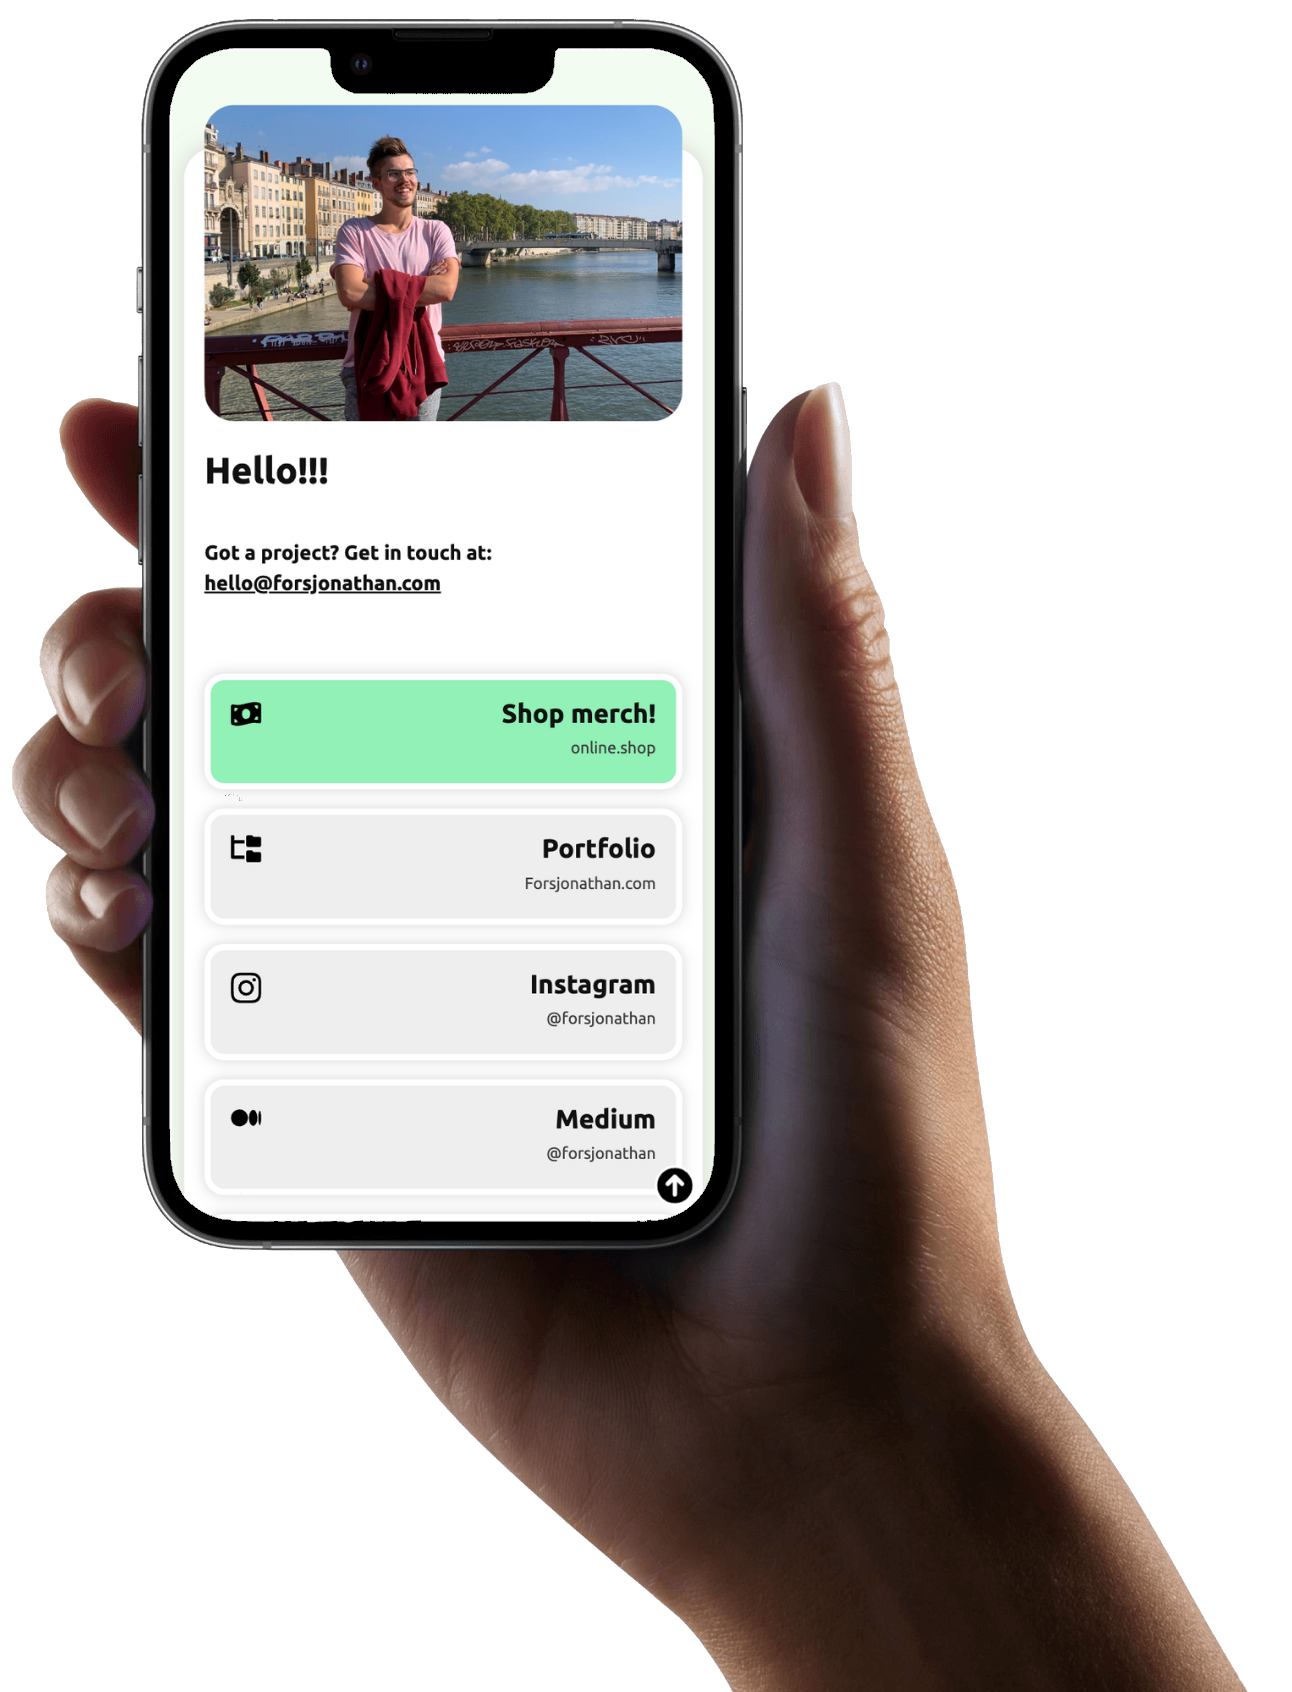 Hello!!!
Got a project? Get in touch at:
hello@forsjonathan.com
Shop merch!
online.shop
Portfolio
Forsjonathan.com
Instagram
@forsjonathan
Medium
@forsjonathan